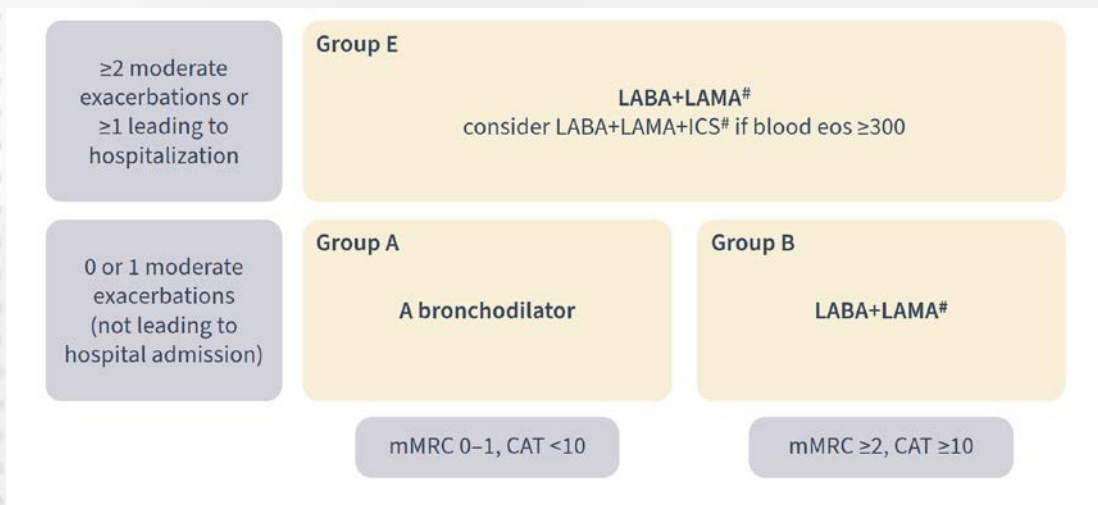 ≥2 moderate
exacerbations or
≥1 leading to
hospitalization
Group E
LABA+LAMA#
consider LABA+LAMA+ICS# if blood eos ≥300
0 or 1 moderate
exacerbations
(not leading to
hospital admission)
Group A
A bronchodilator
Group B
LABA+LAMA#
mMRC 0–1, CAT <10
mMRC ≥2, CAT ≥10